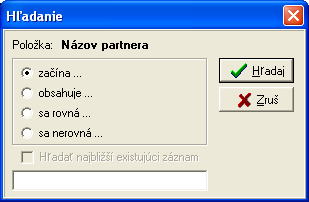 Hľadanie
Položka: Názov partnera
začína ...
obsahuje ...
sa rovná ...
sa nerovná ...
Hľadať najbližší existujúci záznam
Hľadaj
Zruš